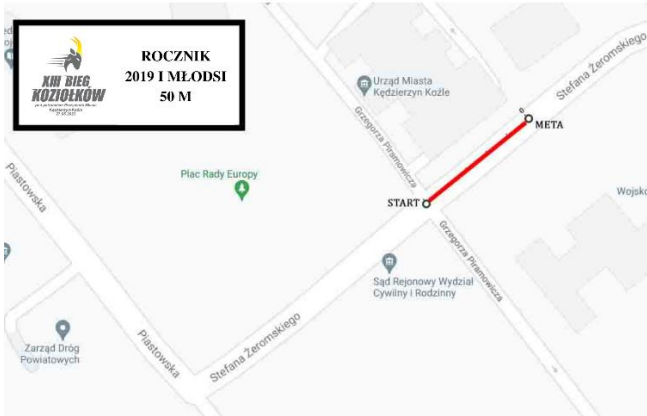 XIII BIEG
KOZIOŁKÓW
ROCZNIK
2019 I MŁODSI
50 M
Urząd Miasta
Kędzierzyn Koźle
Stefana Żeromskiego
META
Grzegorza Piramowicza
Piastowska
Plac Rady Europy
START
Wojsko
Grzegorza Piramowicza
Sąd Rejonowy Wydział
Cywilny i Rodzinny
Piastowska
Stefana Żeromskiego
Zarząd Dróg
Powiatowych